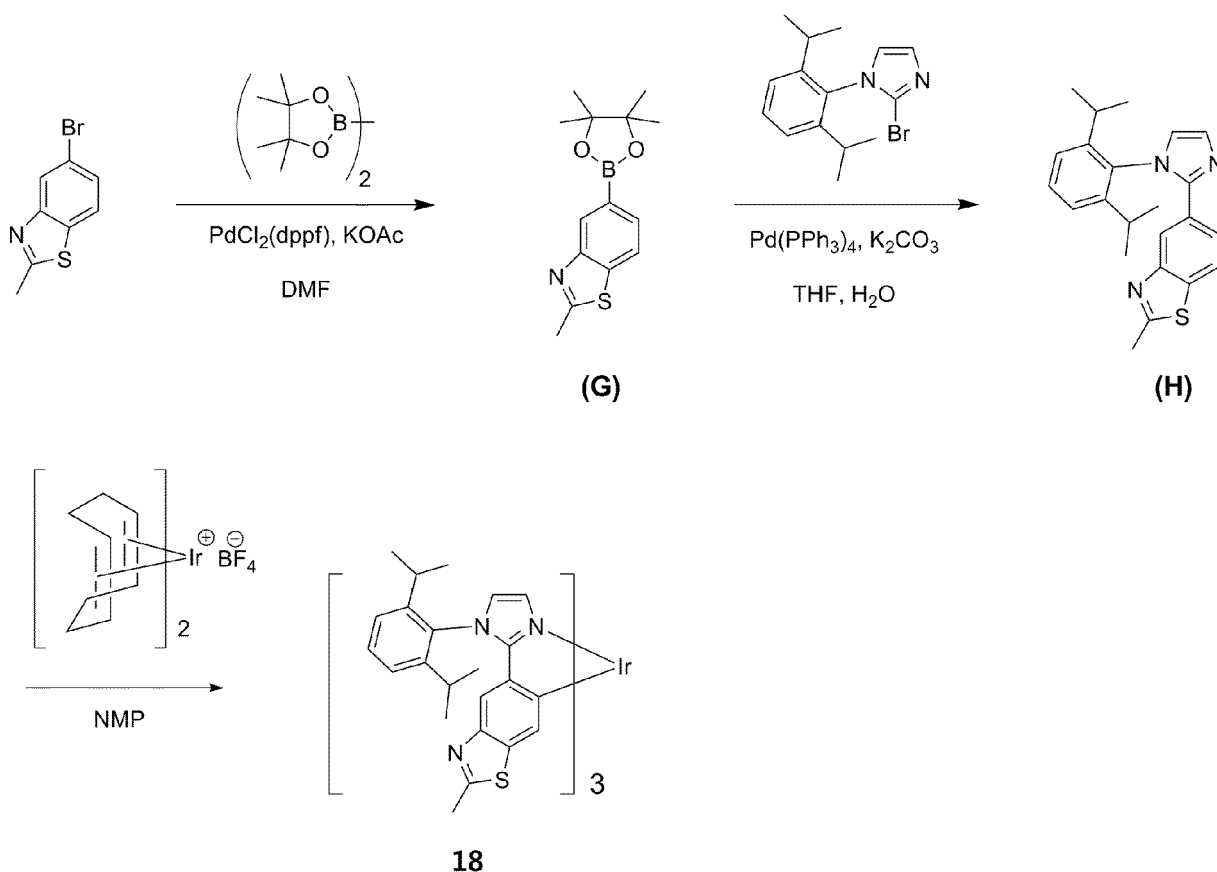 Br
N
S
O
B
O
2
PdCl2(dppf), KOAc
DMF
O
O
B
N
S
(G)
N
N
Br
Pd(PPh3)4, K2CO3
THF, H2O
N
N
N
S
(H)
2
Ir ⊕ ⊖
BF4
NMP
N
N
N
S
3
Ir
18